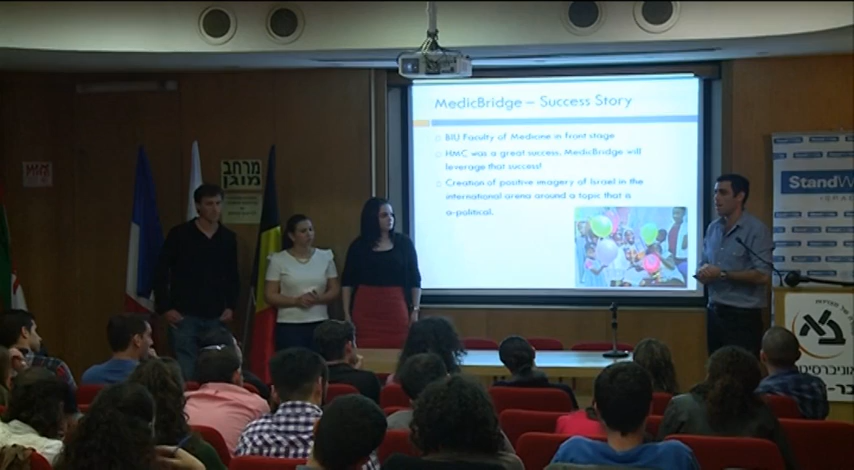 MedicBridge – Success Story
BIU Faculty of Medicine in front stage
HMC was a great success. MedicBridge will
leverage that success!
Creation of positive imagery of Israel in the
international arena around a topic that is
a-political.
מרחב
מוגן
StandW
ISRAE